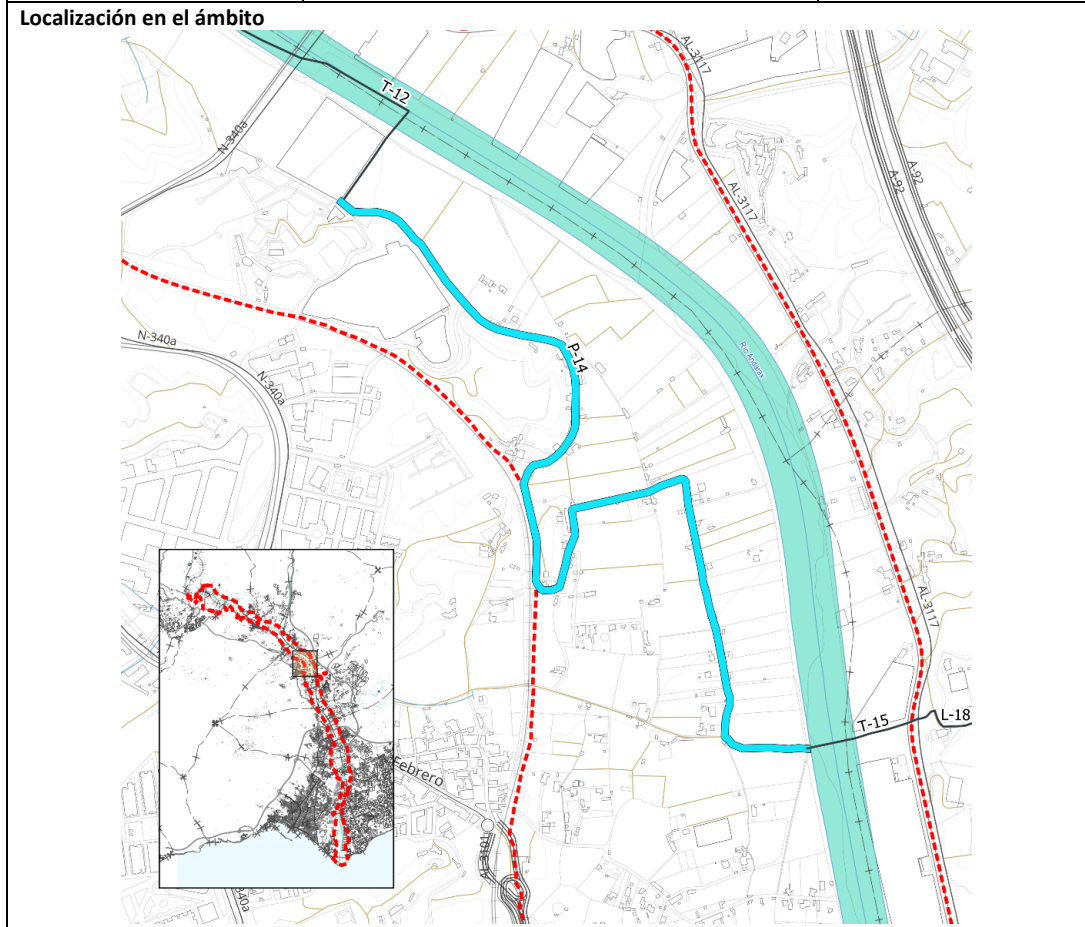 Localización en el ámbito
AL-3117
T-12
N-340a
A-92
A-92
AL-3117
N-340a
P-14
Río Andarax
N-340a
AL-3117
L-18
T-15
Febrero
AL-3101
N-340a